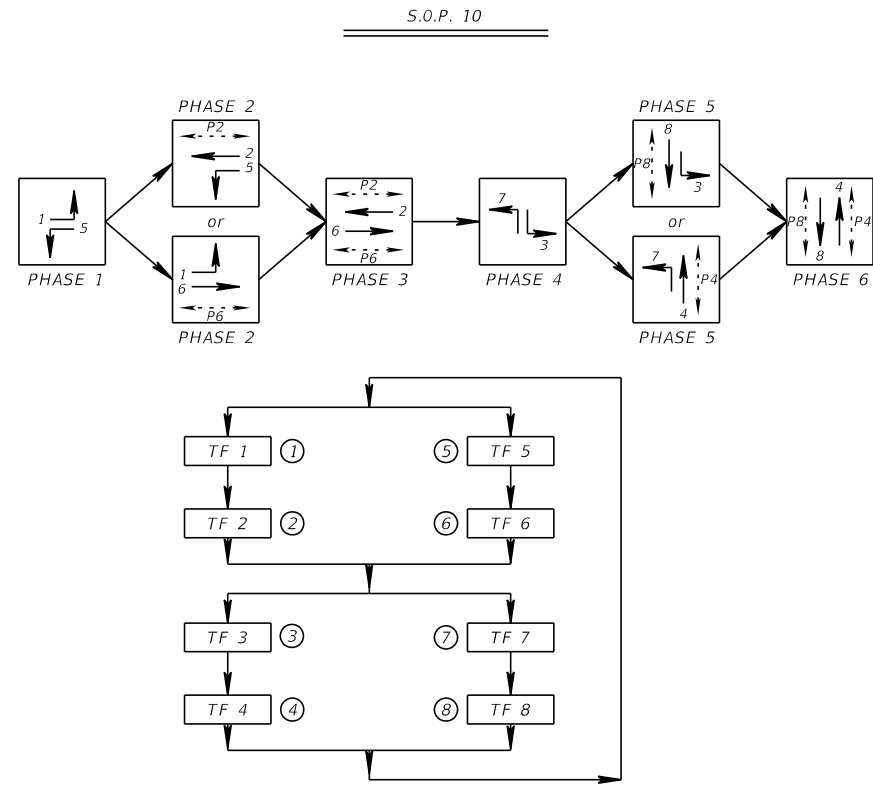 S.O.P. 10
PHASE 2
PHASE 5
P2
2
5
8
P8
3
1
5
PHASE 1
or
1
6
P6
PHASE 2
P2
2
6
P6
PHASE 3
7
3
PHASE 4
or
7
P4
4
PHASE 5
4
P8
P4
8
PHASE 6
TF 1
1
5
TF 5
TF 2
2
6
TF 6
TF 3
3
7
TF 7
TF 4
4
8
TF 8